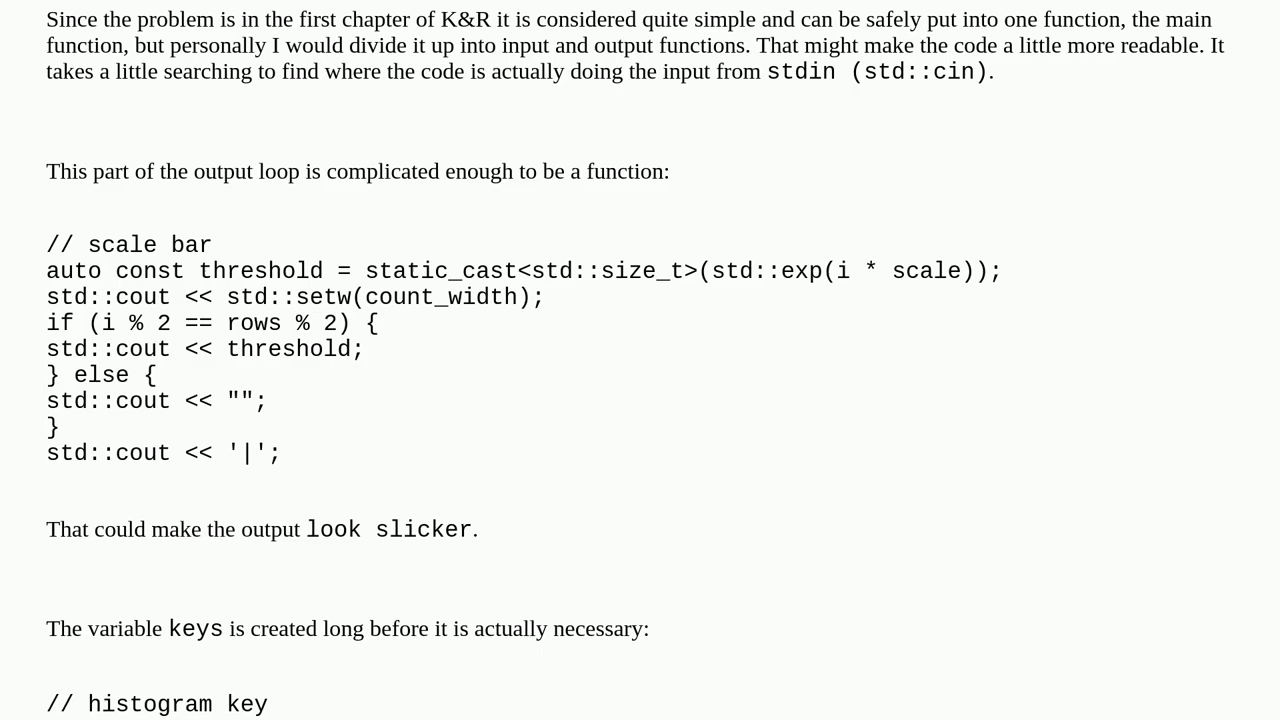 Since the problem is in the first chapter of K&R it is considered quite simple and can be safely put into one function, the main
function, but personally I would divide it up into input and output functions. That might make the code a little more readable. It
takes a little searching to find where the code is actually doing the input from stdin (std::cin).
This part of the output loop is complicated enough to be a function:
// scale bar
auto const threshold = static_cast<std::size_t>(std::exp(i * scale));
std::cout << std::setw(count_width);
if (i % 2 == rows % 2) {
std::cout << threshold;
} else {
std::cout << "";
}
std::cout << '|';
That could make the output look slicker.
The variable keys is created long before it is actually necessary:
// histogram key